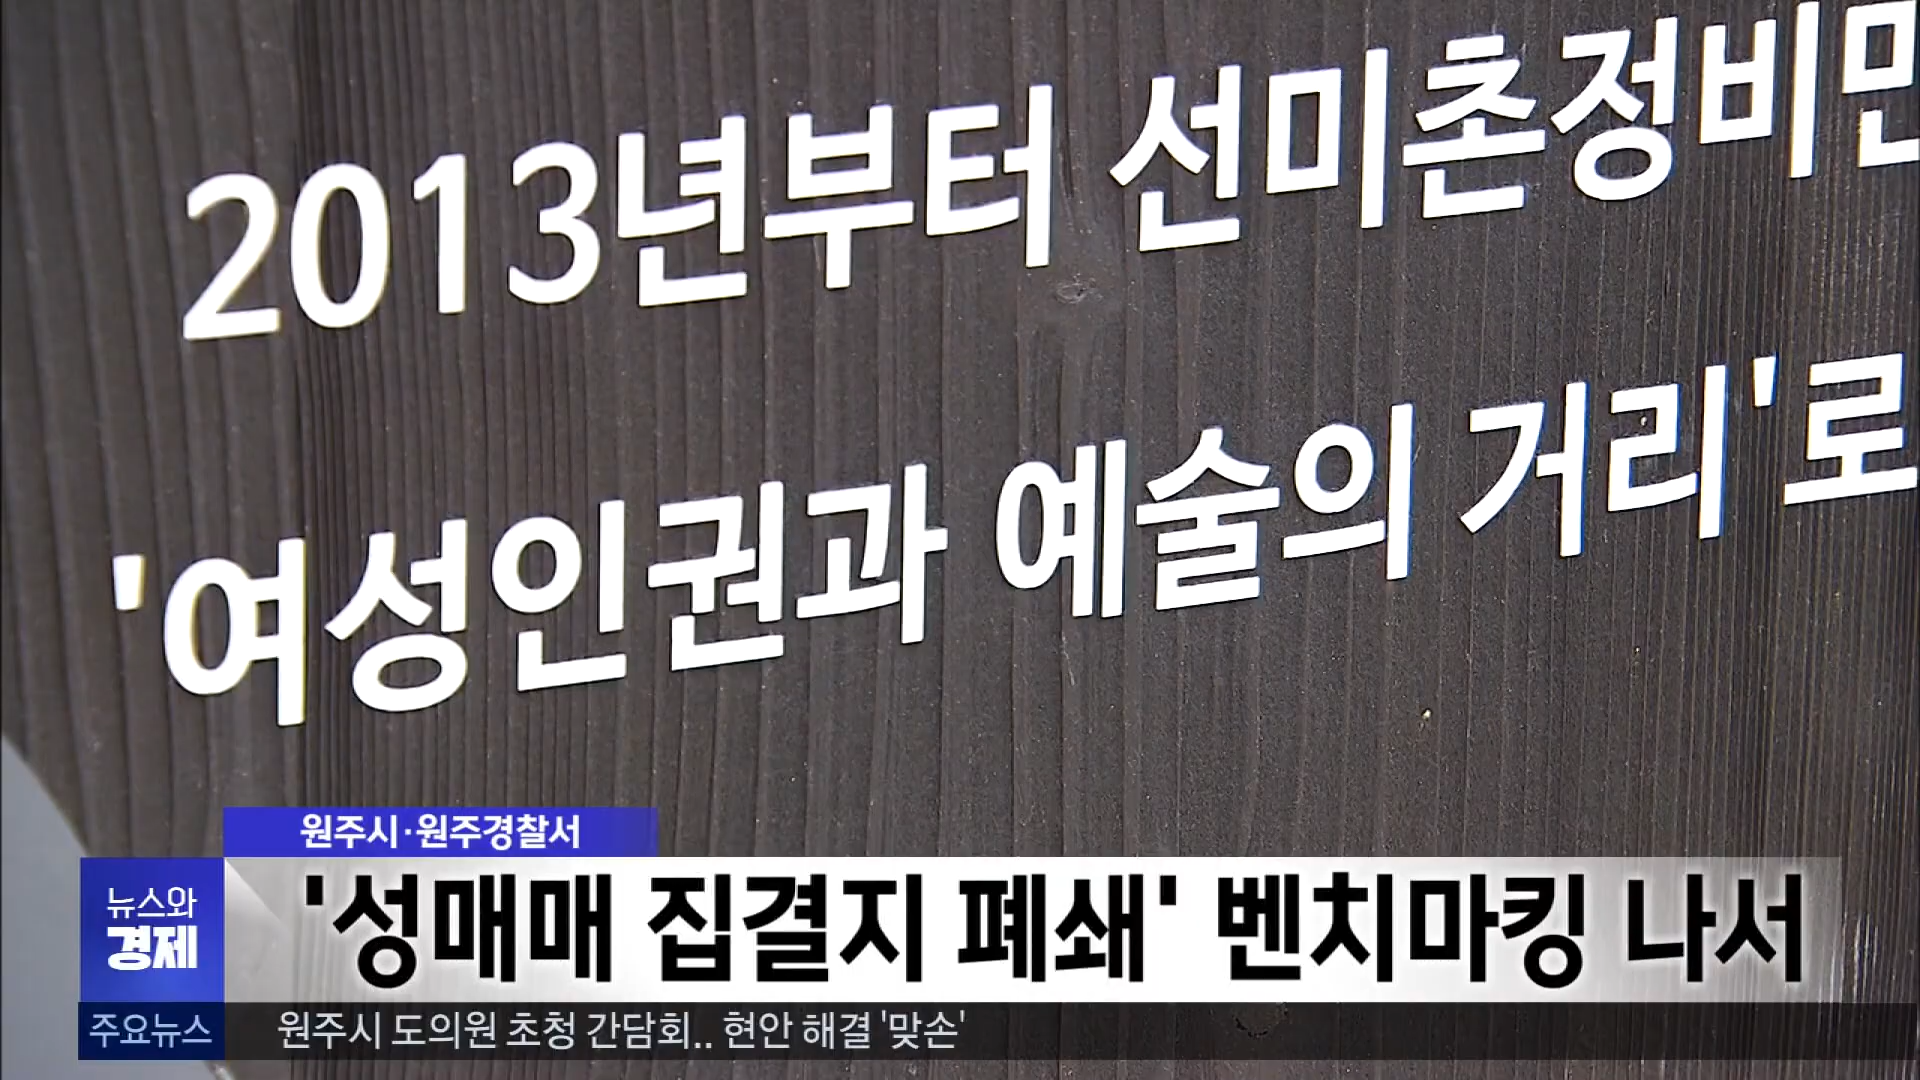 2013년부터 선미촌정비민
'여성인권과 예술의 거리'로
원주시·원주경찰서
뉴스와
경제
'성매매 집결지 폐쇄' 벤치마킹 나서
주요뉴스
원주시 도의원 초청 간담회.. 현안 해결 '맞손'